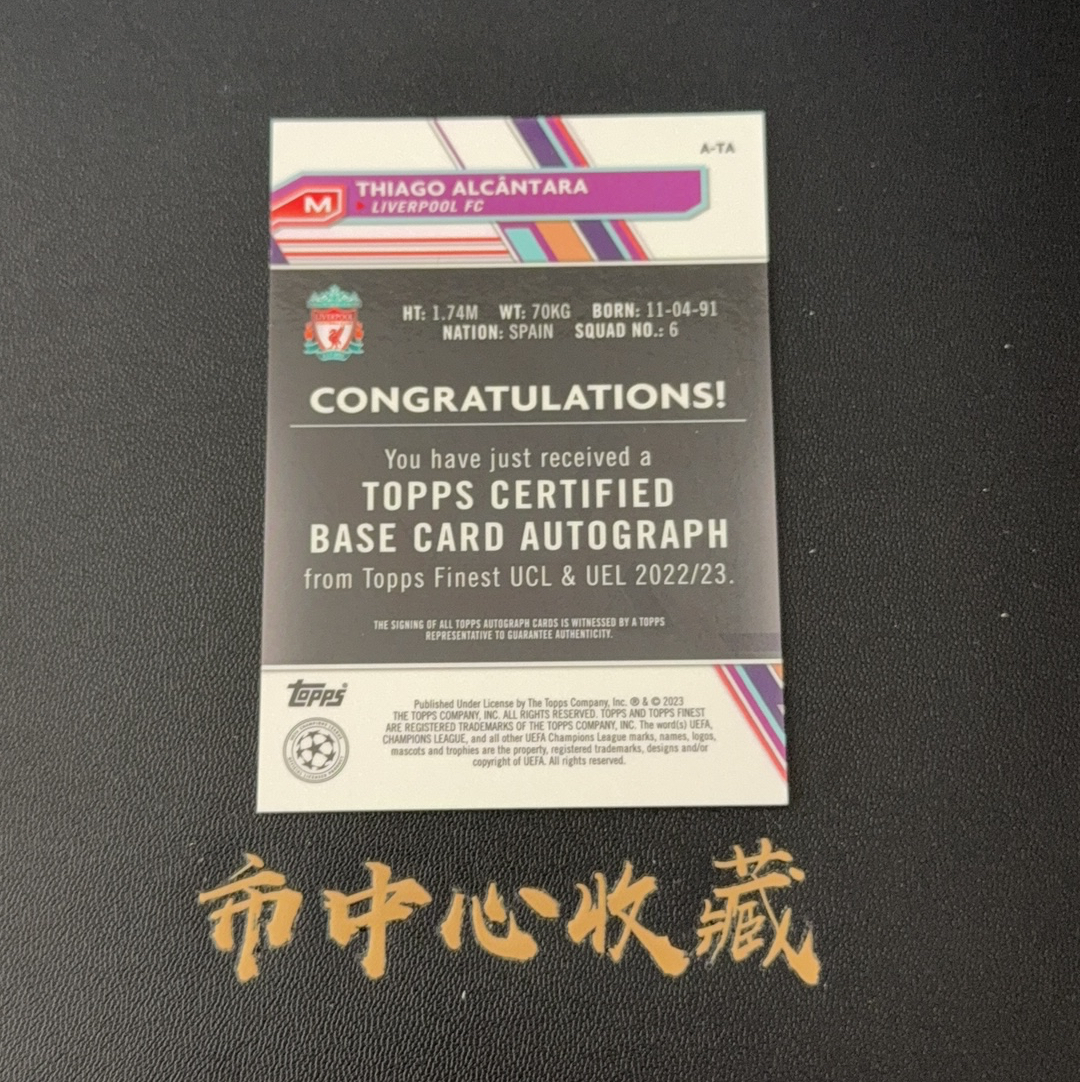 A-TA
THIAGO ALCÂNTARA
M
LIVERPOOL FC
HT: 1.74M WT: 70KG BORN: 11-04-91
NATION: SPAIN SQUAD NO.: 6
LIVERPOOL
CONGRATULATIONS!
You have just received a
TOPPS CERTIFIED
BASE CARD AUTOGRAPH
from Topps Finest UCL & UEL 2022/23.
THE SIGNING OF ALL TOPPS AUTOGRAPH CARDS IS WITNESSED BY A TOPPS
REPRESENTATIVE TO GUARANTEE AUTHENTICITY.
topps®
Published Under License by The Topps Company, Inc. ® & © 2023
THE TOPPS COMPANY, INC. ALL RIGHTS RESERVED. TOPPS AND TOPPS FINEST
ARE REGISTERED TRADEMARKS OF THE TOPPS COMPANY, INC. The word(s) UEFA,
CHAMPIONS LEAGUE, and all other UEFA Champions League marks, names, logos,
mascots and trophies are the property, registered trademarks, designs and/or
copyright of UEFA. All rights reserved.
市中心收藏